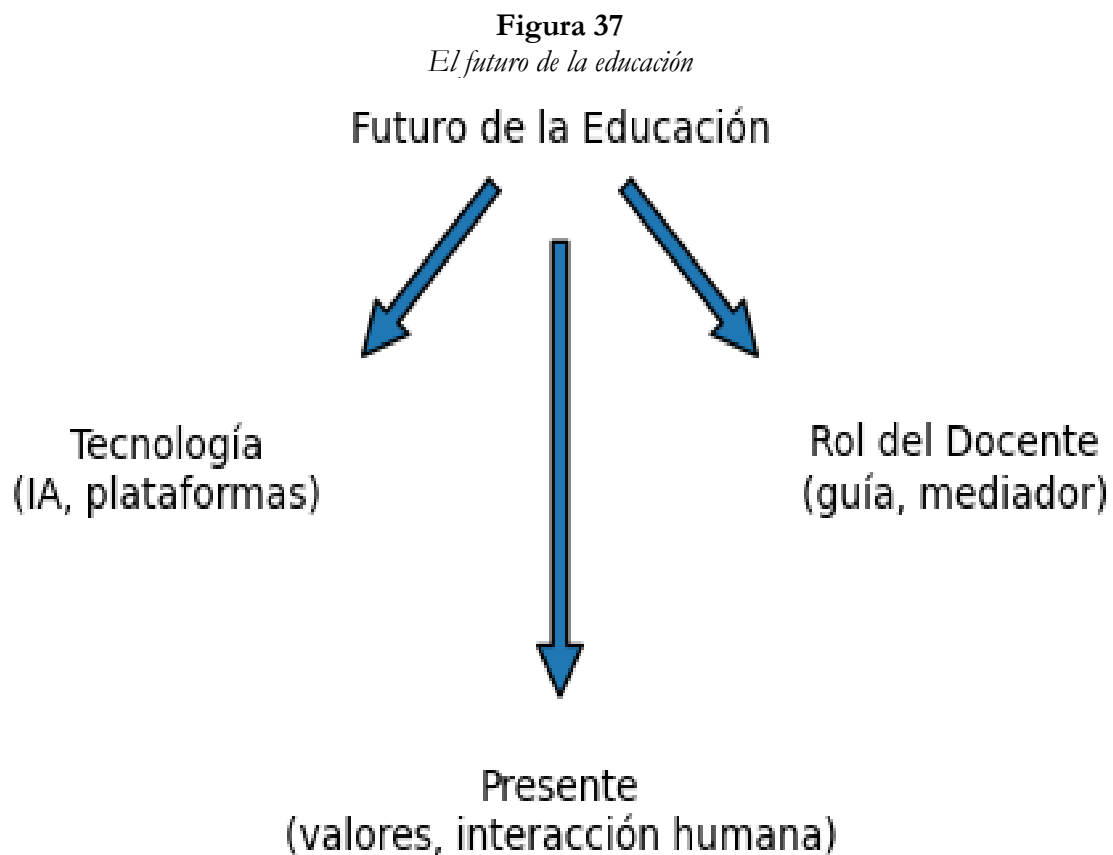 Figura 37
El futuro de la educación
Futuro de la Educación
Tecnología
(IA, plataformas)
Rol del Docente
(guía, mediador)
Presente
(valores, interacción humana)